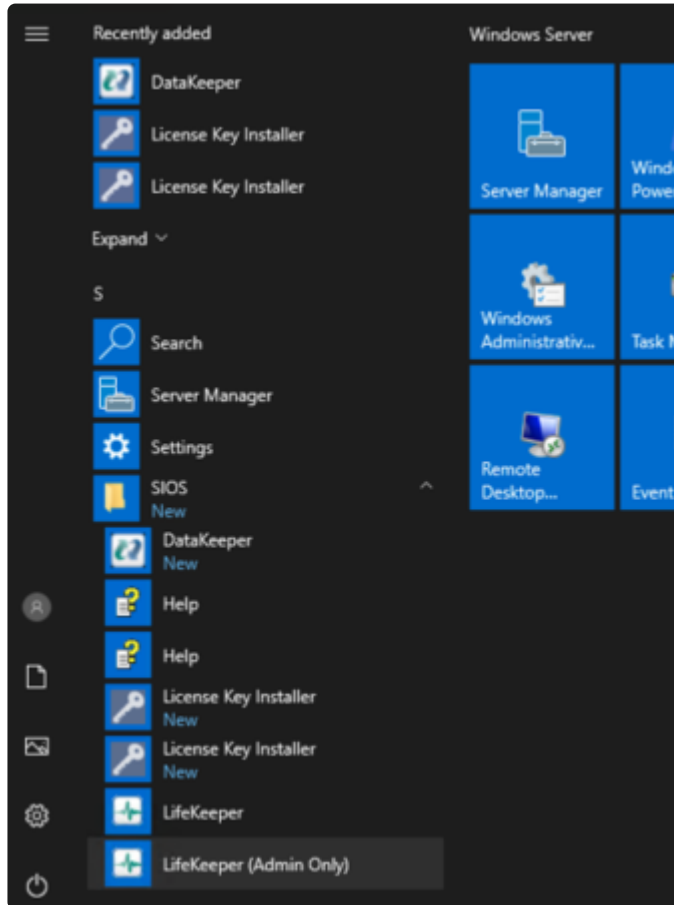 Recently added
DataKeeper
License Key Installer
License Key Installer
Expand
S
Search
Server Manager
Settings
SIOS
New
DataKeeper
New
Help
Help
License Key Installer
New
License Key Installer
New
LifeKeeper
LifeKeeper (Admin Only)
Windows Server
Server Manager
Windows
Administrativ...
Task
Remote
Desktop...
Event